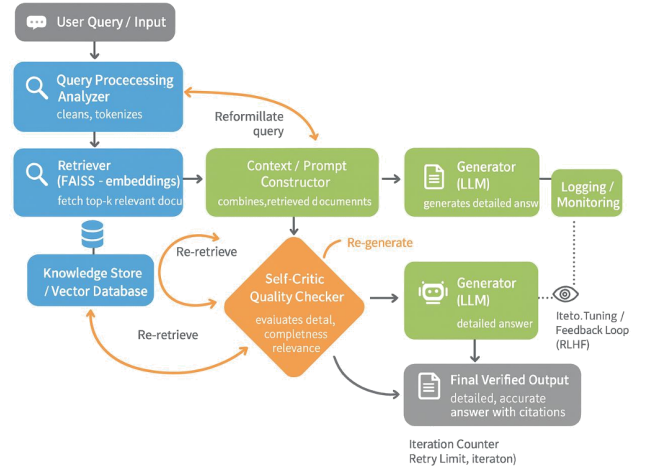 User Query / Input
Query Procecessing
Analyzer
cleans, tokenizes
Reformillate
query
Retriever
(FAISS - embeddings)
fetch top-k relevant docu
Context / Prompt
Constructor
combines,retrieved documennts
Generator
(LLM)
generates detailed answ
Logging /
Monitoring
Knowledge Store
/ Vector Database
Re-retrieve
Re-generate
Self-Critic
Quality Checker
evaluates detal,
completness
relevance
Re-retrieve
Generator
(LLM)
detailed answer
Iteto.Tuning /
Feedback Loop
(RLHF)
Final Verified Output
detailed, accurate
answer with citations
Iteration Counter
Retry Limit, iteraton)